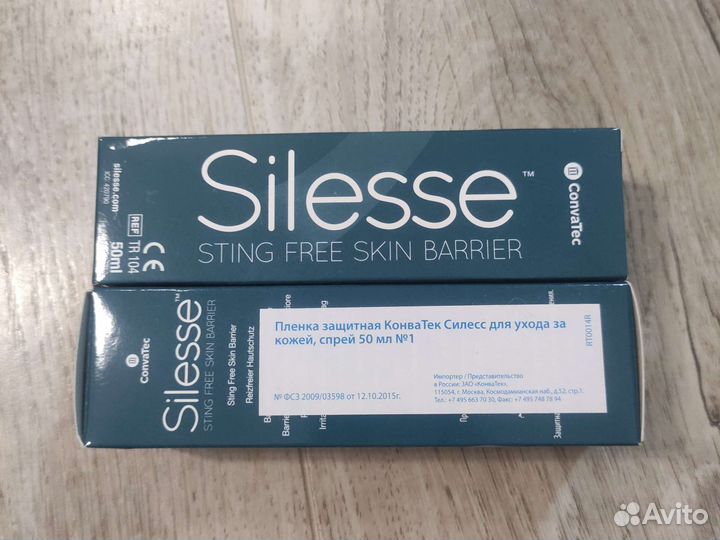 silesse.com
ICC: 420790
REF TR 104
50ml
CE
Silesse™
STING FREE SKIN BARRIER
ConvaTec
ConvaTec
Silesse™
STING FREE SKIN BARRIER
Sting Free Skin Barrier
Reizfreier Hautschutz
Пленка защитная КонваТек Силесс для ухода за
кожей, спрей 50 мл №1
№ ФСЗ 2009/03598 от 12.10.2015г.
Импортер / Представительство
в России: ЗАО «КонваТек».
115054, г. Москва, Космодамианская наб., д.52, стр.1.
Тел.: +7 495 663 70 30, Факс: +7 495 748 78 94
RT0014R
Avito